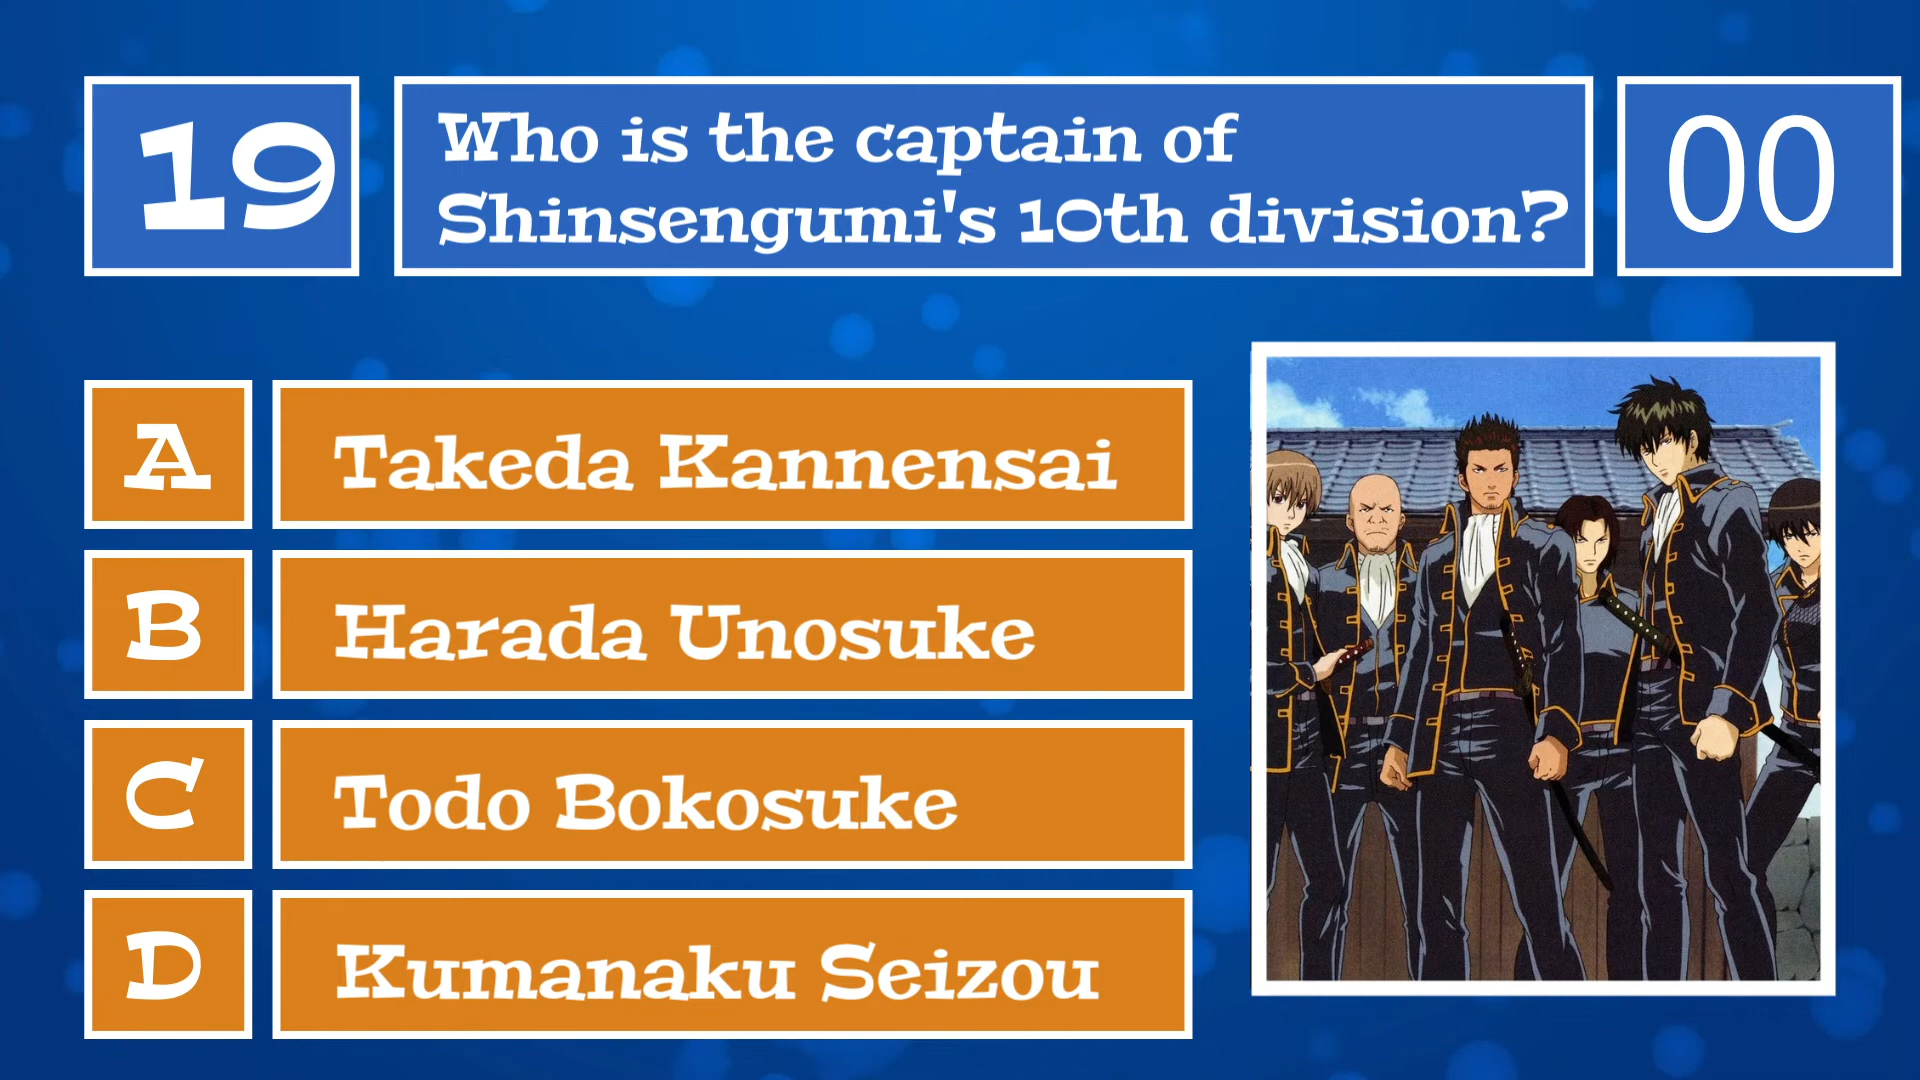 19
Who is the captain of
Shinsengumi's 10th division?
00
A
Takeda Kannensai
B
Harada Unosuke
C
Todo Bokosuke
D
Kumanaku Seizou